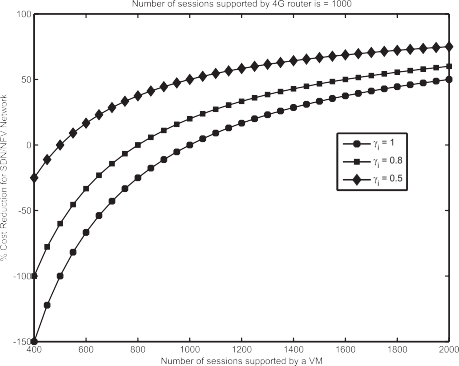 Number of sessions supported by 4G router is = 1000
% Cost Reduction for SDN/NFV Network
100
50
0
-50
-100
-150
γi = 1
γi = 0.8
γi = 0.5
400 600 800 1000 1200 1400 1600 1800 2000
Number of sessions supported by a VM